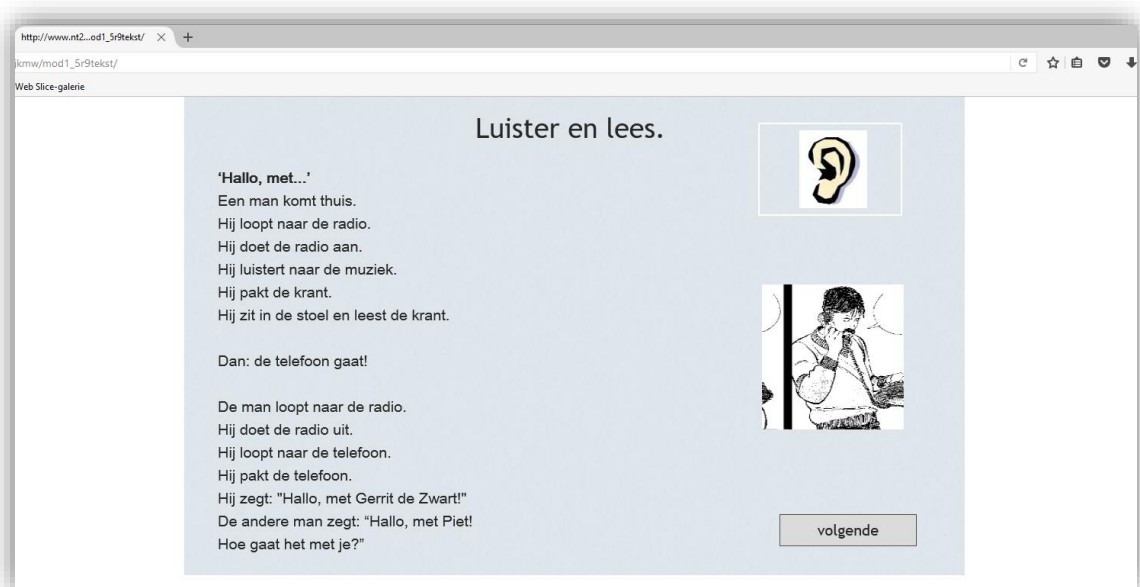 http://www.nt2...od1_5r9tekst/
jkmw/mod1_5r9tekst/
Web Slice-galerie
Luister en lees.
‘Hallo, met...’
Een man komt thuis.
Hij loopt naar de radio.
Hij doet de radio aan.
Hij luistert naar de muziek.
Hij pakt de krant.
Hij zit in de stoel en leest de krant.
Dan: de telefoon gaat!
De man loopt naar de radio.
Hij doet de radio uit.
Hij loopt naar de telefoon.
Hij pakt de telefoon.
Hij zegt: "Hallo, met Gerrit de Zwart!"
De andere man zegt: “Hallo, met Piet!
Hoe gaat het met je?”
volgende